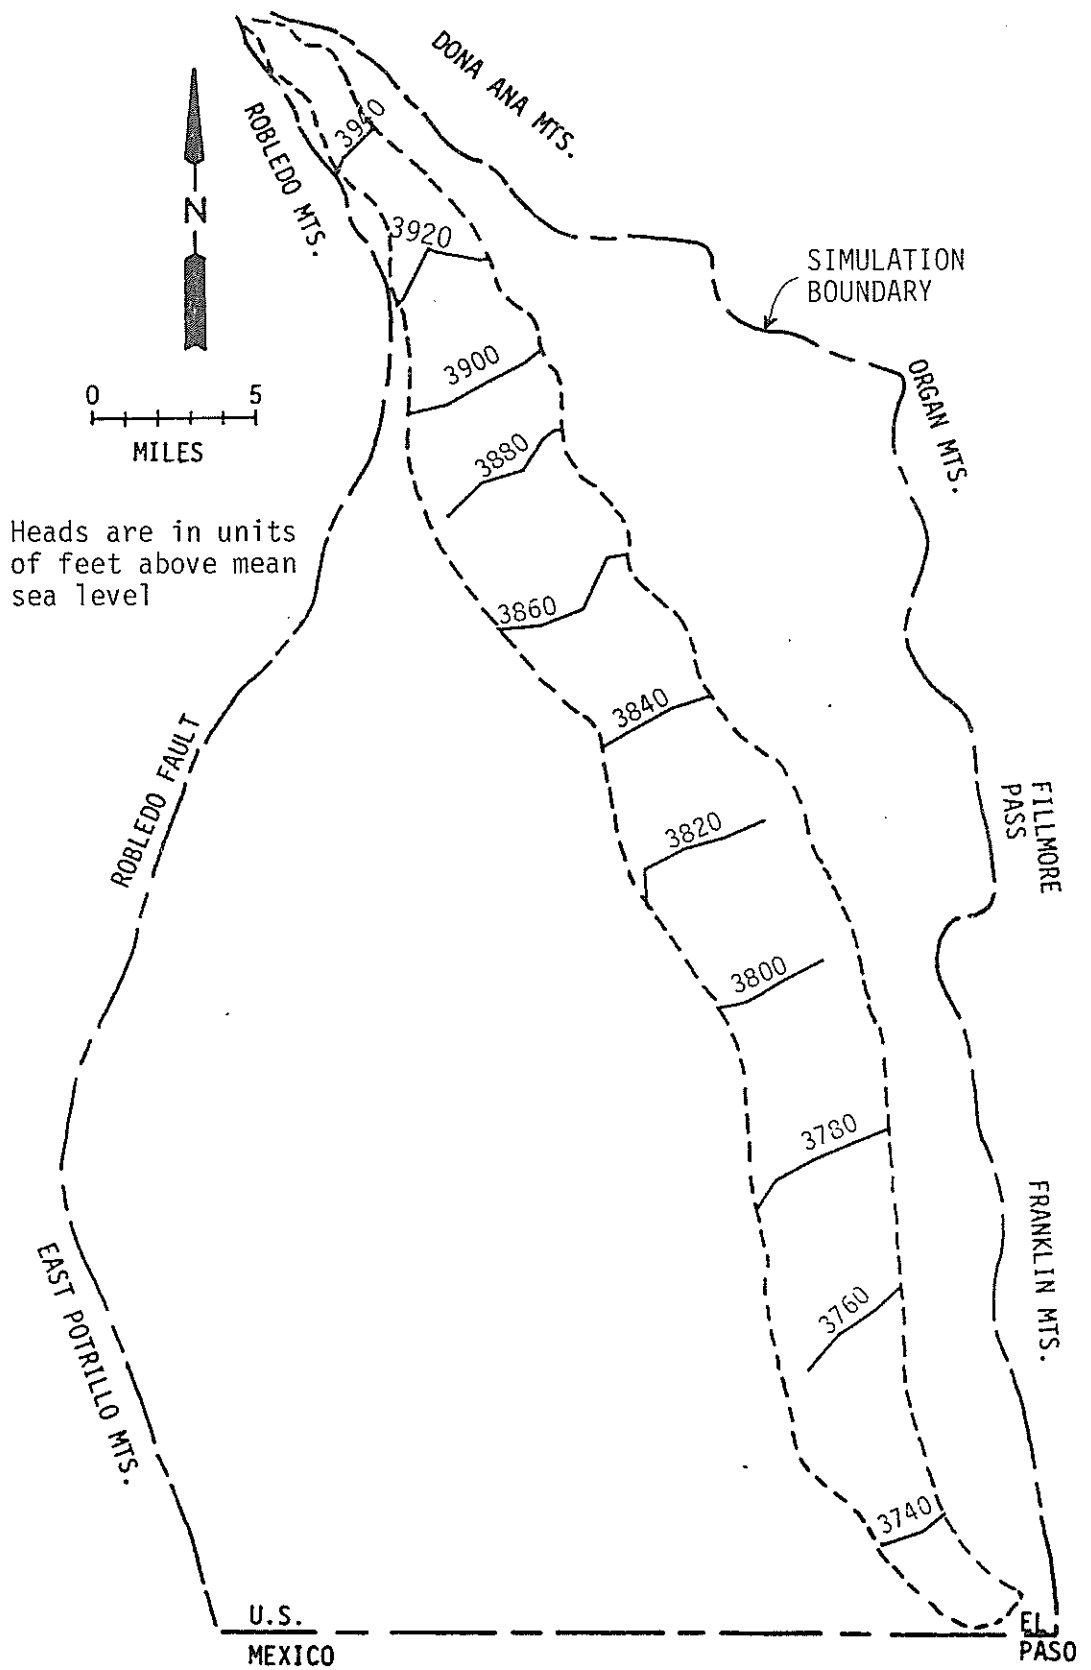 DONA ANA MTS.
ROBLEDO MTS.
3940
N
3920
SIMULATION
BOUNDARY
0 5
MILES
3900
ORGAN MTS.
3880
Heads are in units
of feet above mean
sea level
3860
3840
ROBLEDO FAULT
3820
FILLMORE
PASS
3800
3780
FRANKLIN MTS.
EAST POTRILLO MTS.
3760
3740
U.S.
MEXICO
EL
PASO